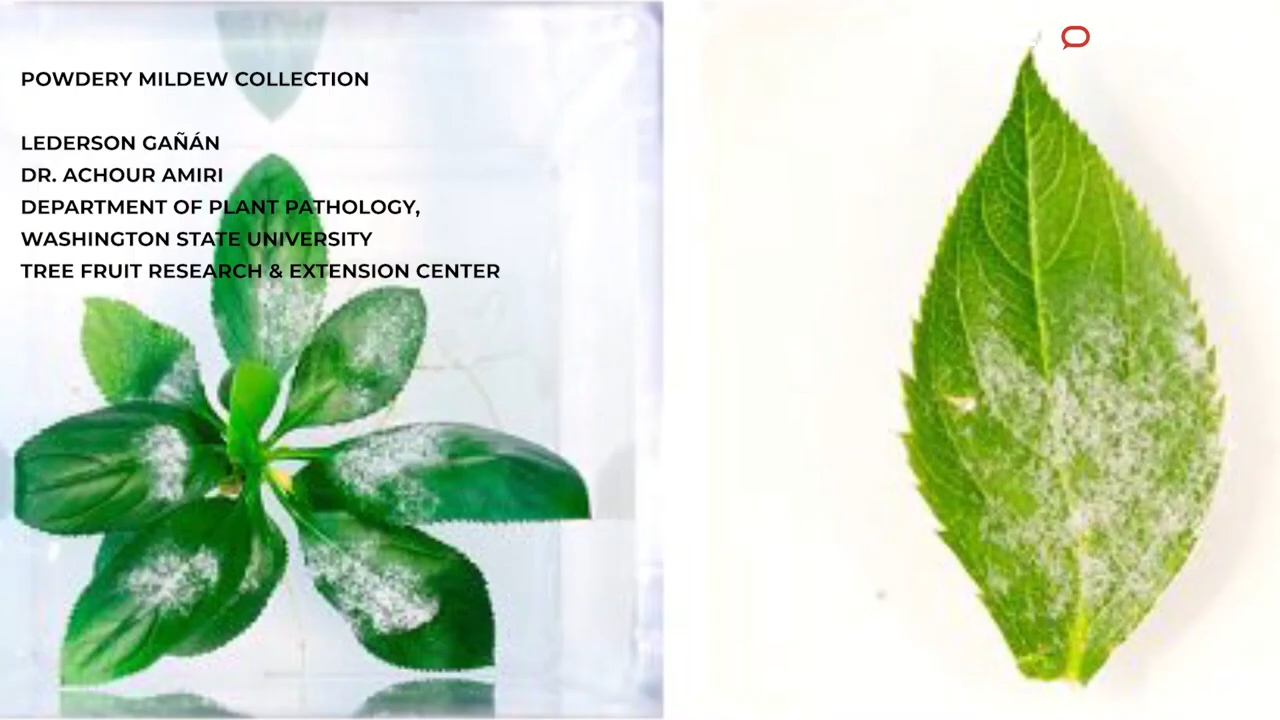 POWDERY MILDEW COLLECTION
LEDERSON GAÑÁN
DR. ACHOUR AMIRI
DEPARTMENT OF PLANT PATHOLOGY,
WASHINGTON STATE UNIVERSITY
TREE FRUIT RESEARCH & EXTENSION CENTER